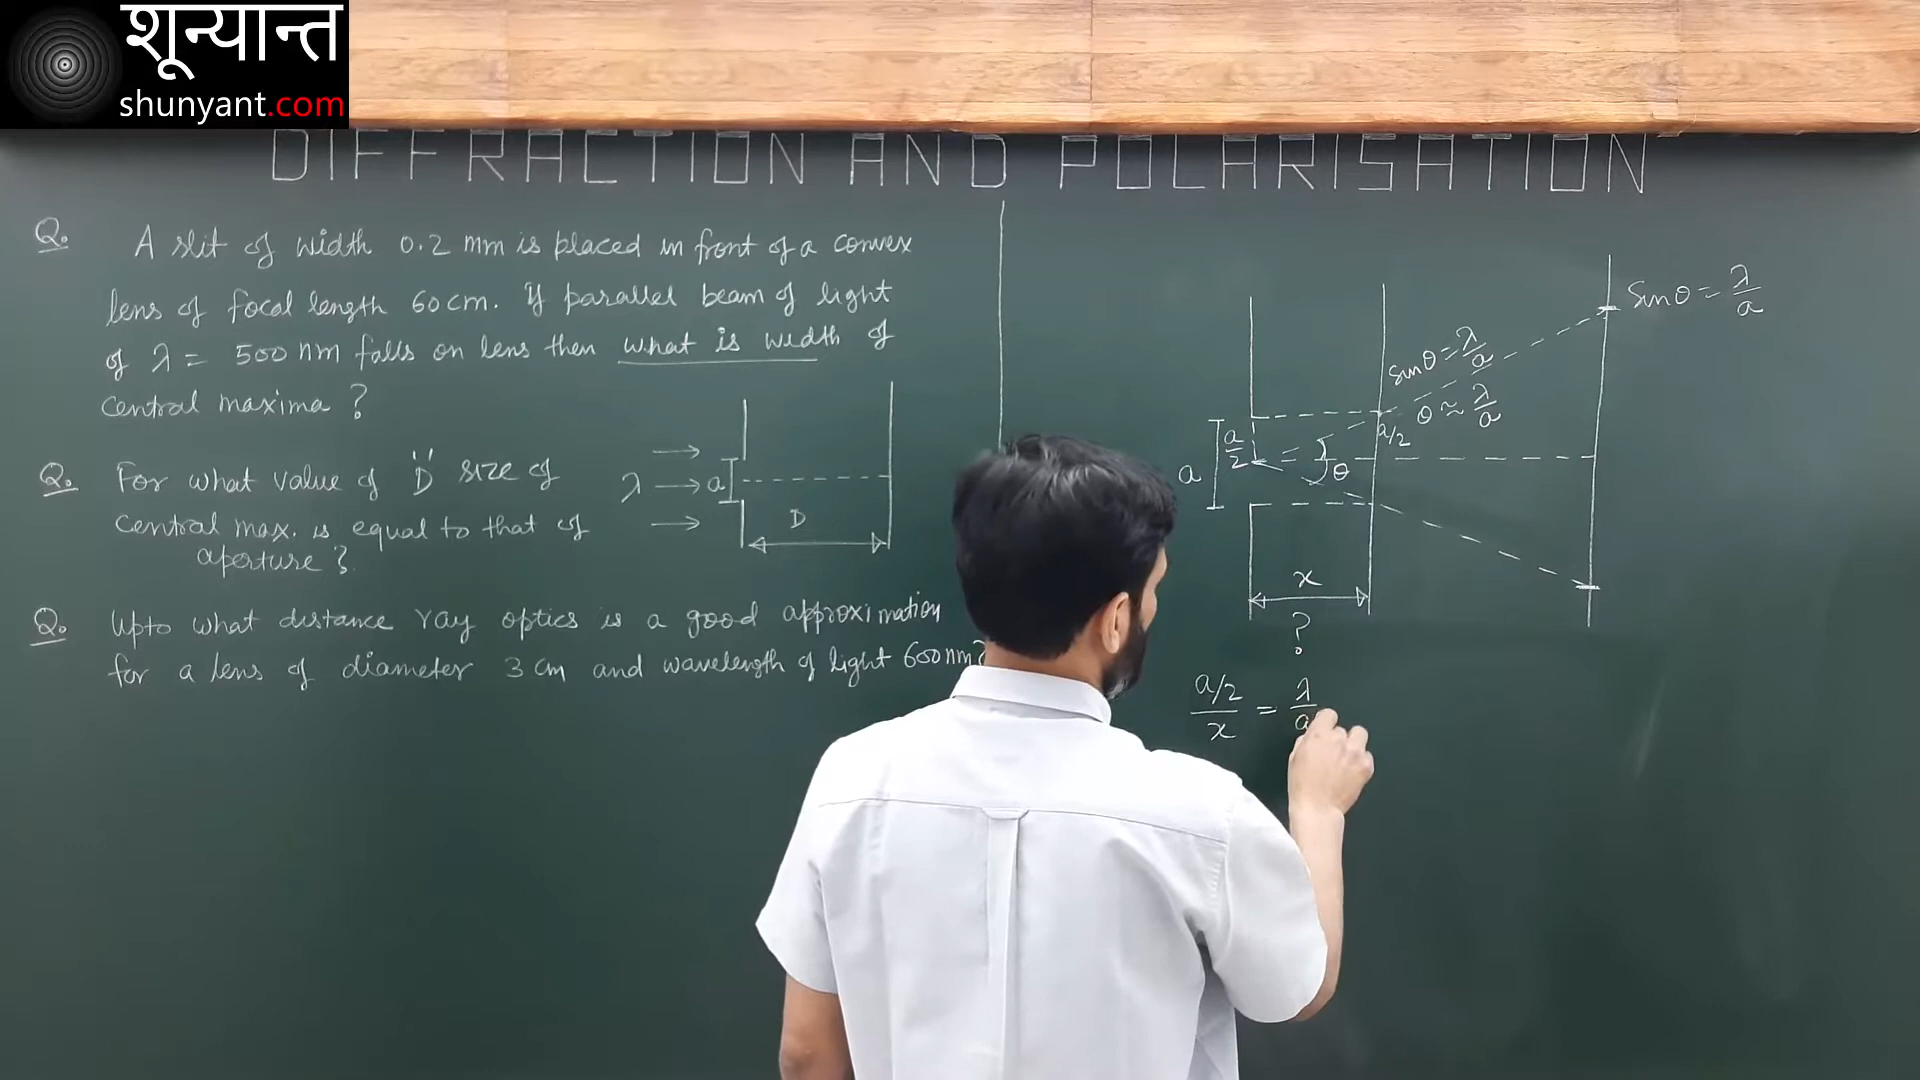 शून्यान्त
shunyant.com
DIFFRACTION AND POLARISATION
Q. A slit of width 0.2 mm is placed in front of a convex
lens of focal length 60cm. If parallel beam of light
of λ = 500 nm falls on lens then what is width of
central maxima ?
Q. For what value of "D" size of
central max. is equal to that of
aperture ?
λ
a
D
Q. Upto what distance ray optics is a good approximation
for a lens of diameter 3 cm and wavelength of light 600nm?
sinθ = λ/a
sinθ = λ/a
θ ≈ λ/a
a/2
a/2
a
θ
x
?
a/2 / x = λ/a